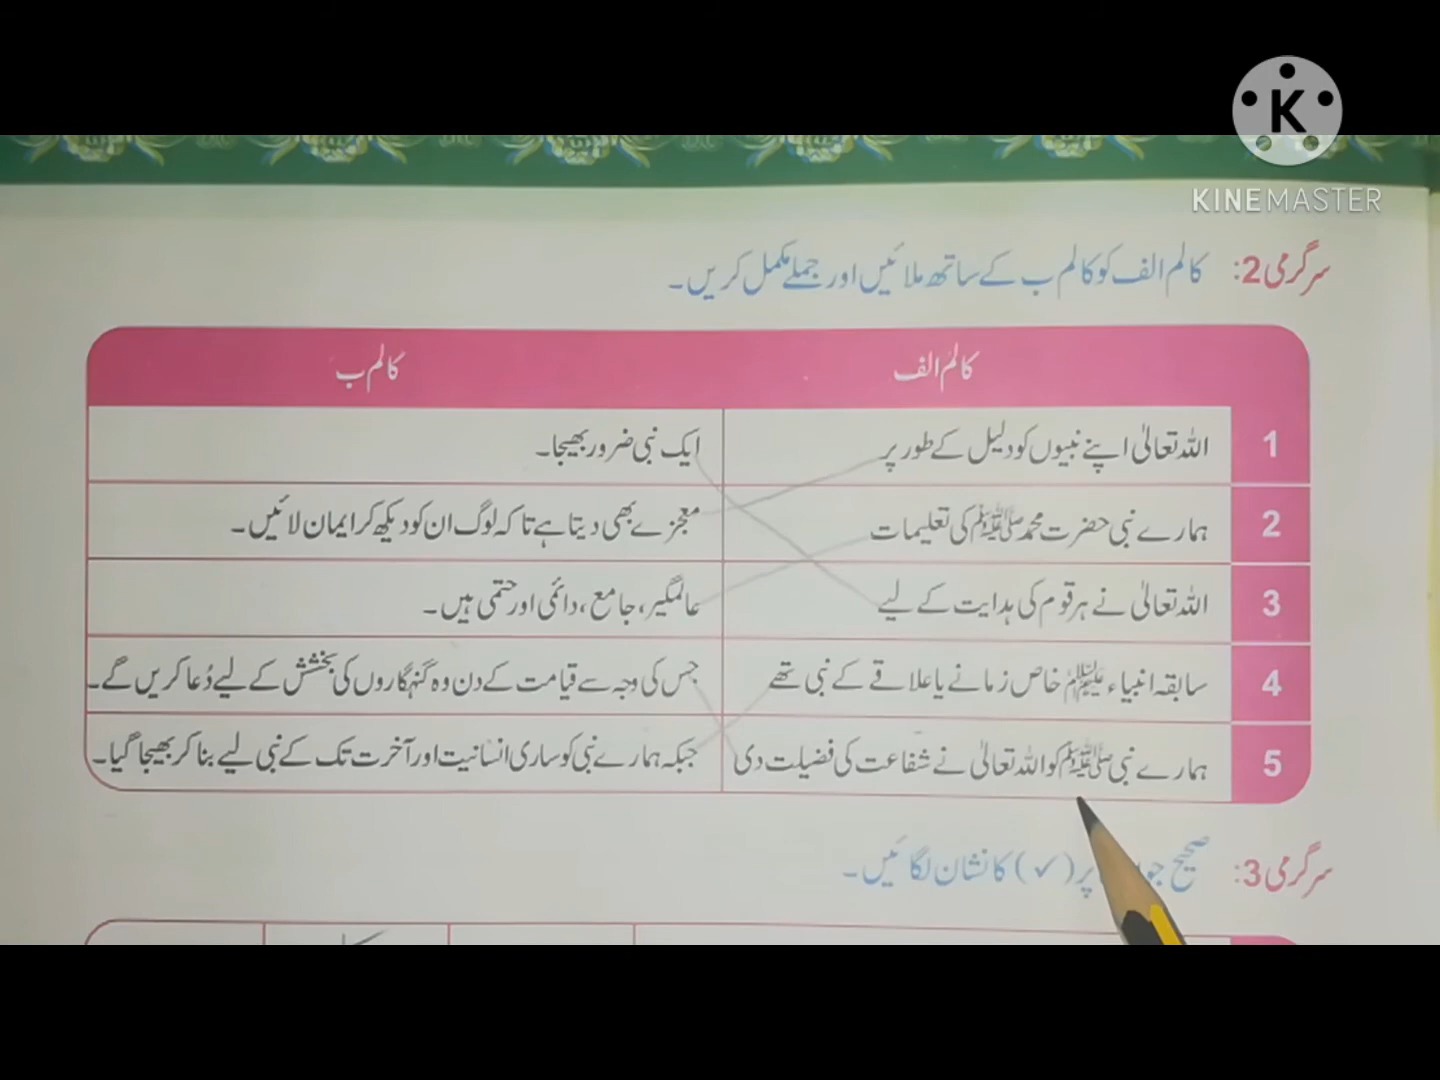 KINEMASTER
سرگرمی 2: کالم الف کو کالم ب کے ساتھ ملائیں اور جملے مکمل کریں۔
کالم الف کالم ب
1 اللہ تعالیٰ اپنے نبیوں کو دلیل کے طور پر ایک نبی ضرور بھیجا۔
2 ہمارے نبی حضرت محمد ﷺ کی تعلیمات معجزے بھی دیتا ہے تاکہ لوگ ان کو دیکھ کر ایمان لائیں۔
3 اللہ تعالیٰ نے ہر قوم کی ہدایت کے لیے عالمگیر، جامع، دائمی اور حتمی ہیں۔
4 سابقہ انبیاء علیہم السلام خاص زمانے یا علاقے کے نبی تھے جس کی وجہ سے قیامت کے دن وہ گنہگاروں کی بخشش کے لیے دُعا کریں گے۔
5 ہمارے نبی ﷺ کو اللہ تعالیٰ نے شفاعت کی فضیلت دی جبکہ ہمارے نبی کو ساری انسانیت اور آخرت تک کے نبی لیے بنا کر بھیجا گیا۔
سرگرمی 3: صحیح پر (✓) کا نشان لگائیں۔